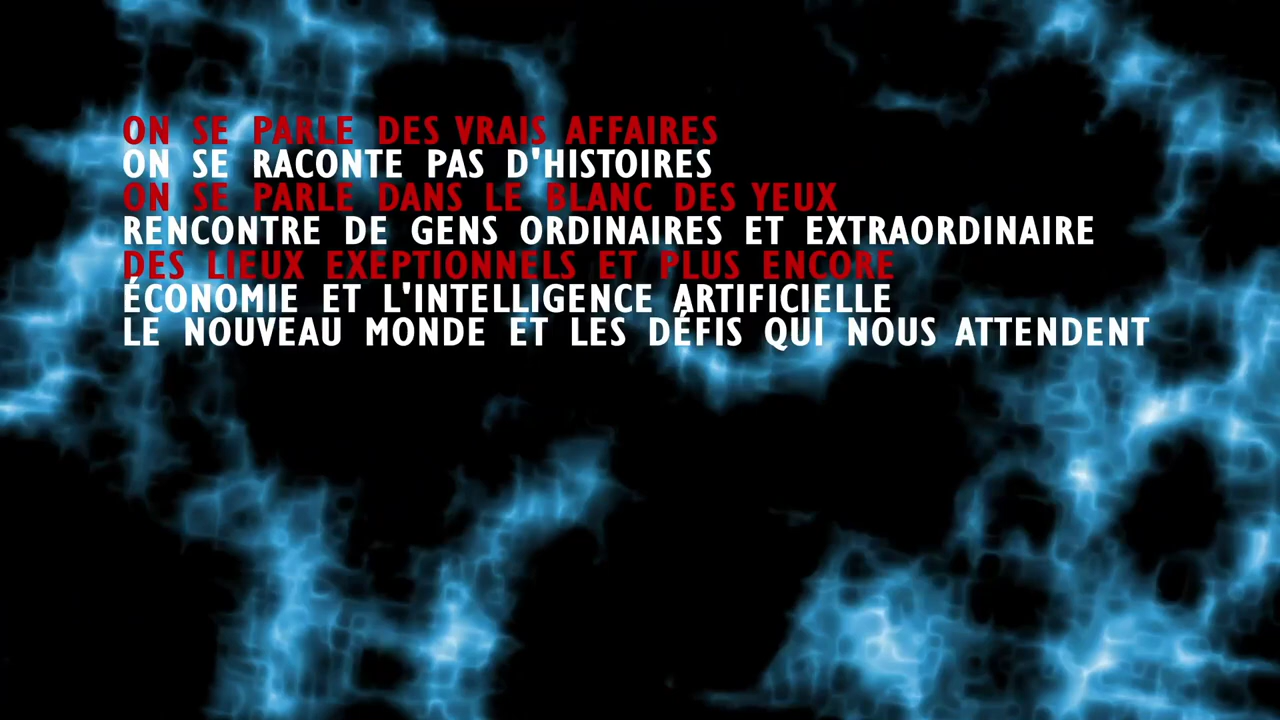 ON SE PARLE DES VRAIS AFFAIRES
ON SE RACONTE PAS D'HISTOIRES
ON SE PARLE DANS LE BLANC DES YEUX
RENCONTRE DE GENS ORDINAIRES ET EXTRAORDINAIRE
DES LIEUX EXEPTIONNELS ET PLUS ENCORE
ÉCONOMIE ET L'INTELLIGENCE ARTIFICIELLE
LE NOUVEAU MONDE ET LES DÉFIS QUI NOUS ATTENDENT